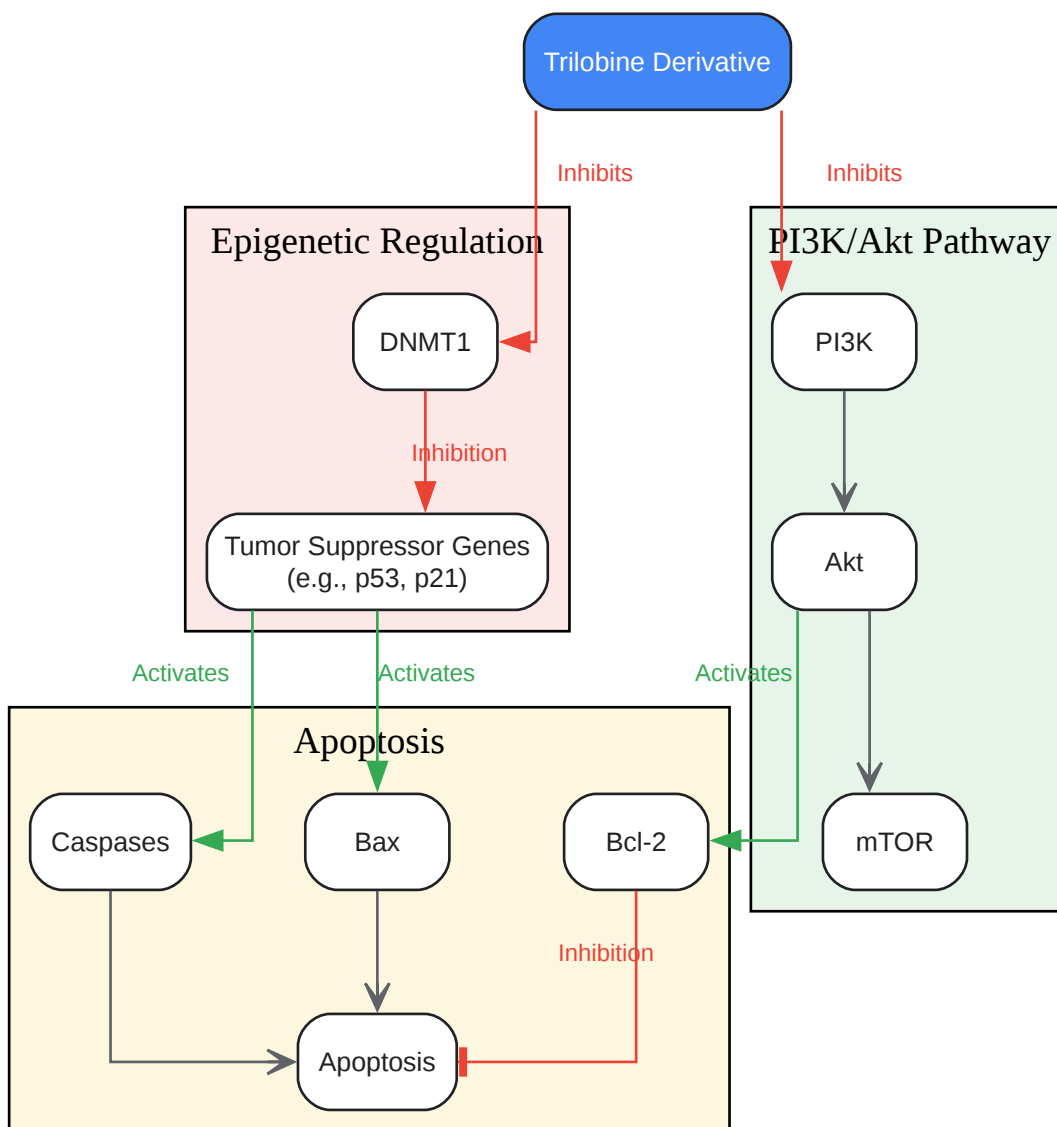 Trilobine Derivative
Inhibits
Inhibits
Epigenetic Regulation
PI3K/Akt Pathway
DNMT1
PI3K
Inhibition
Tumor Suppressor Genes
(e.g., p53, p21)
Akt
Activates
Activates
Activates
Apoptosis
Caspases
Bax
Bcl-2
mTOR
Inhibition
Apoptosis